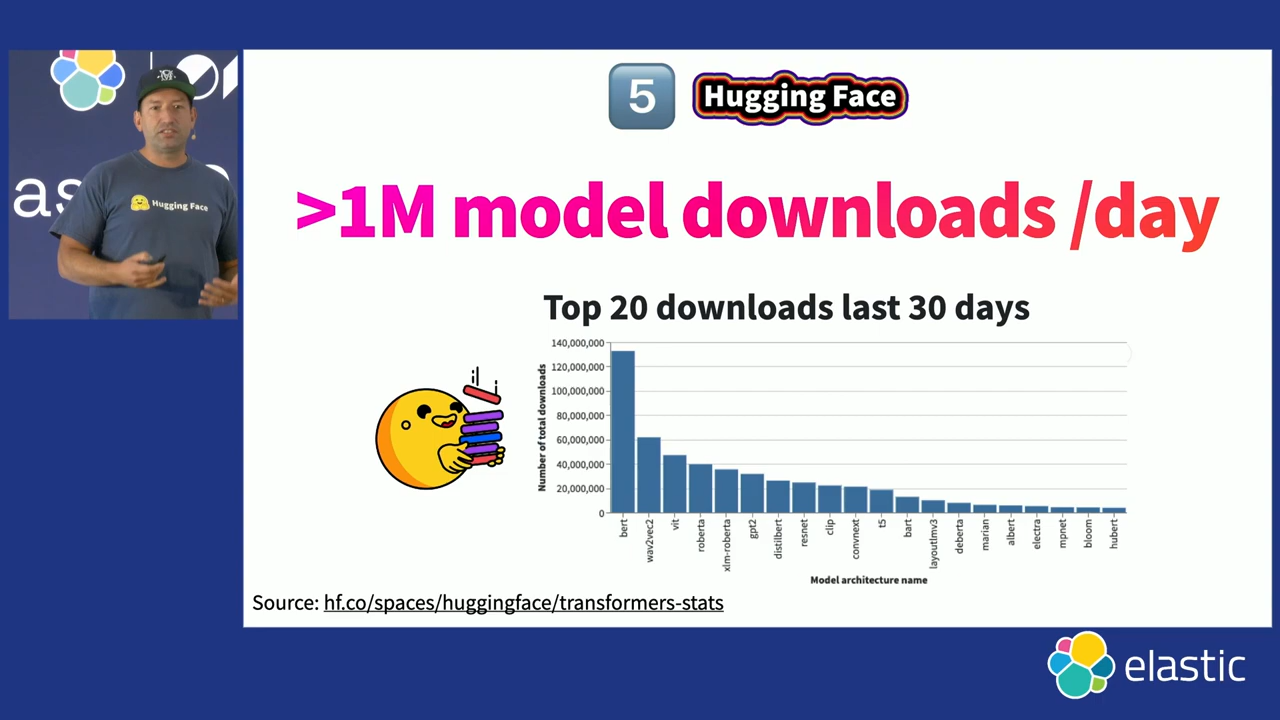 as
Hugging Face
5
Hugging Face
>1M model downloads /day
Top 20 downloads last 30 days
Number of total downloads
140,000,000
120,000,000
100,000,000
80,000,000
60,000,000
40,000,000
20,000,000
0
bert
wav2vec2
vit
roberta
xlm-roberta
gpt2
distilbert
resnet
clip
convnext
t5
bart
layoutlmv3
deberta
marian
albert
electra
mpnet
bloom
hubert
Model architecture name
Source: hf.co/spaces/huggingface/transformers-stats
elastic